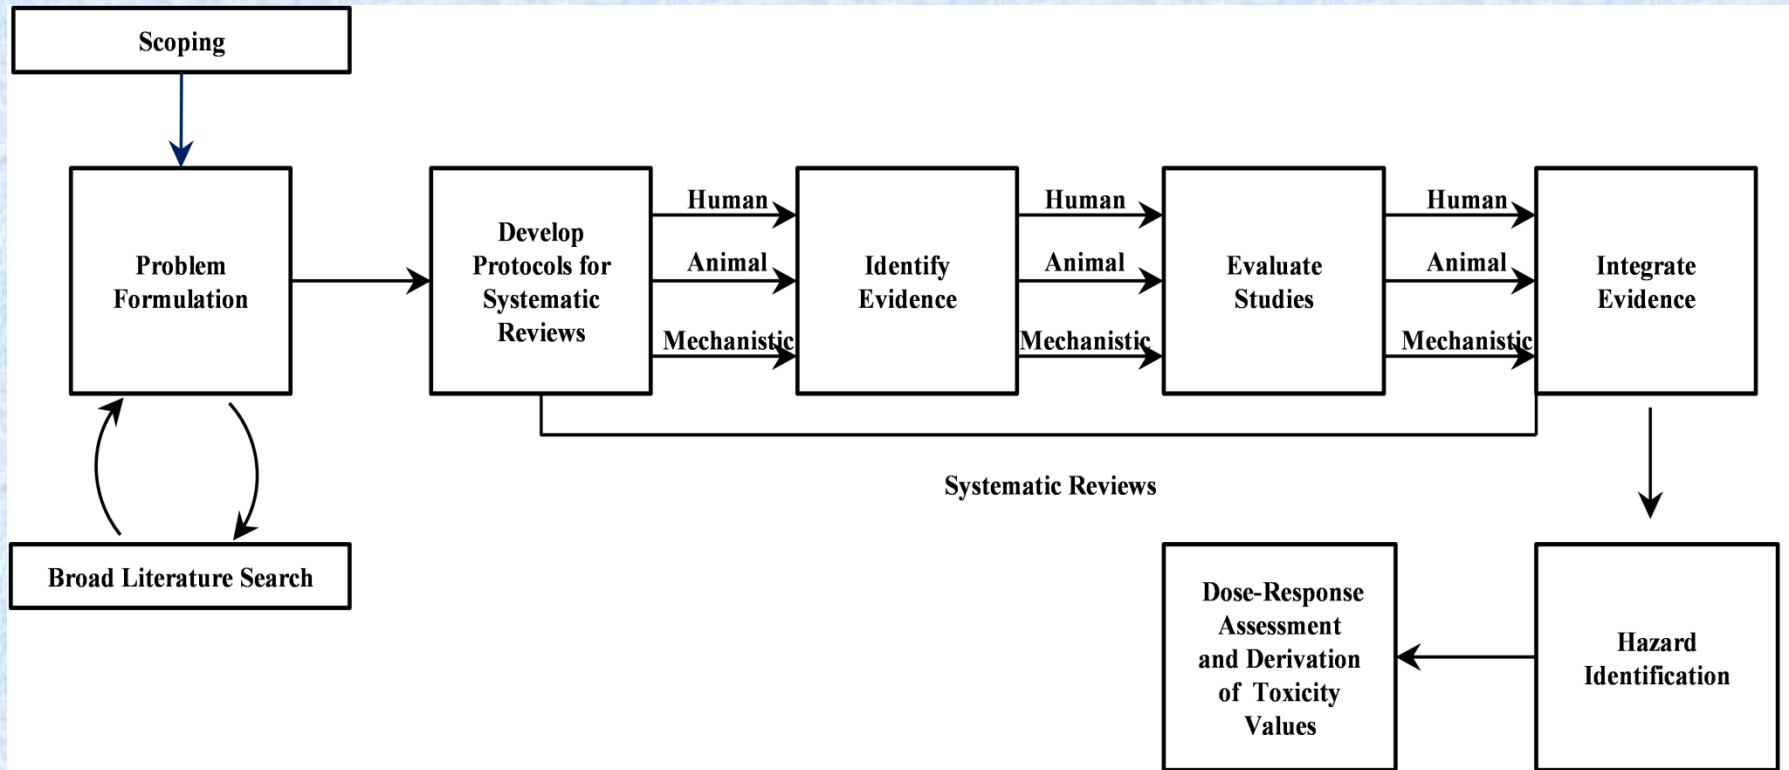 Scoping
Problem
Formulation
Broad Literature Search
Develop
Protocols for
Systematic
Reviews
Human
Animal
Mechanistic
Identify
Evidence
Human
Animal
Mechanistic
Evaluate
Studies
Human
Animal
Mechanistic
Integrate
Evidence
Systematic Reviews
Hazard
Identification
Dose-Response
Assessment
and Derivation
of Toxicity
Values